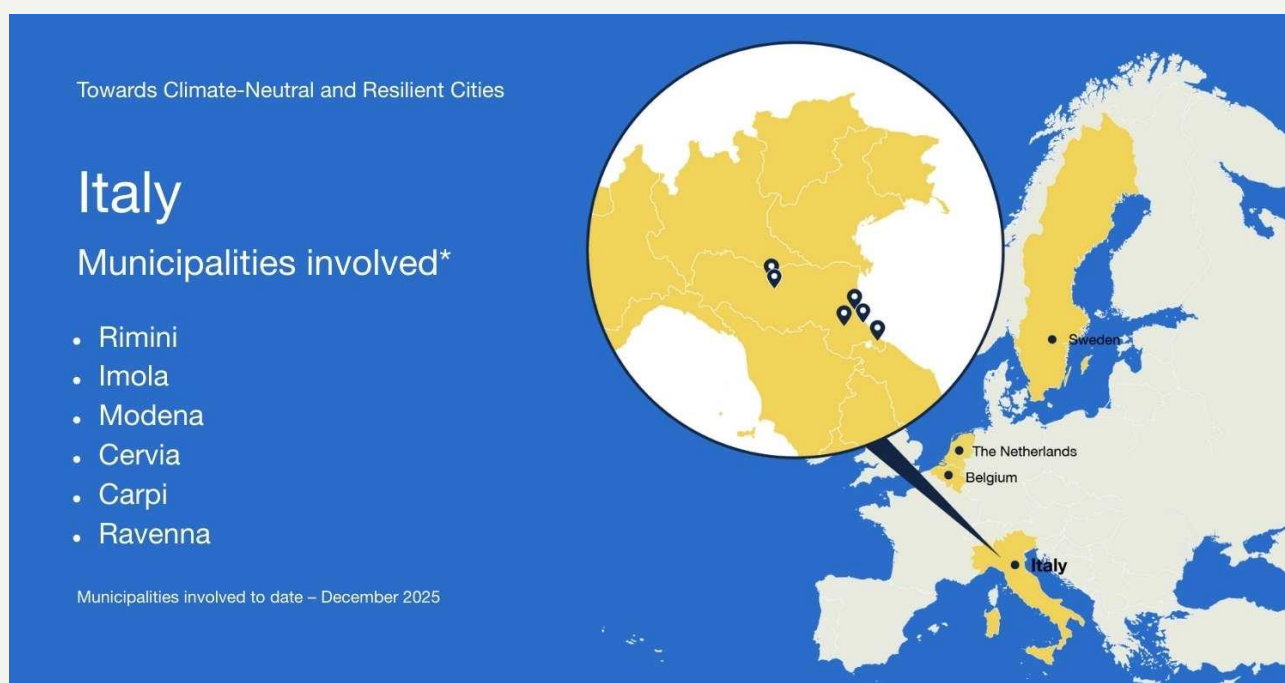 Towards Climate-Neutral and Resilient Cities
Italy
Municipalities involved*
• Rimini
• Imola
• Modena
• Cervia
• Carpi
• Ravenna
Municipalities involved to date – December 2025
Sweden
The Netherlands
Belgium
Italy